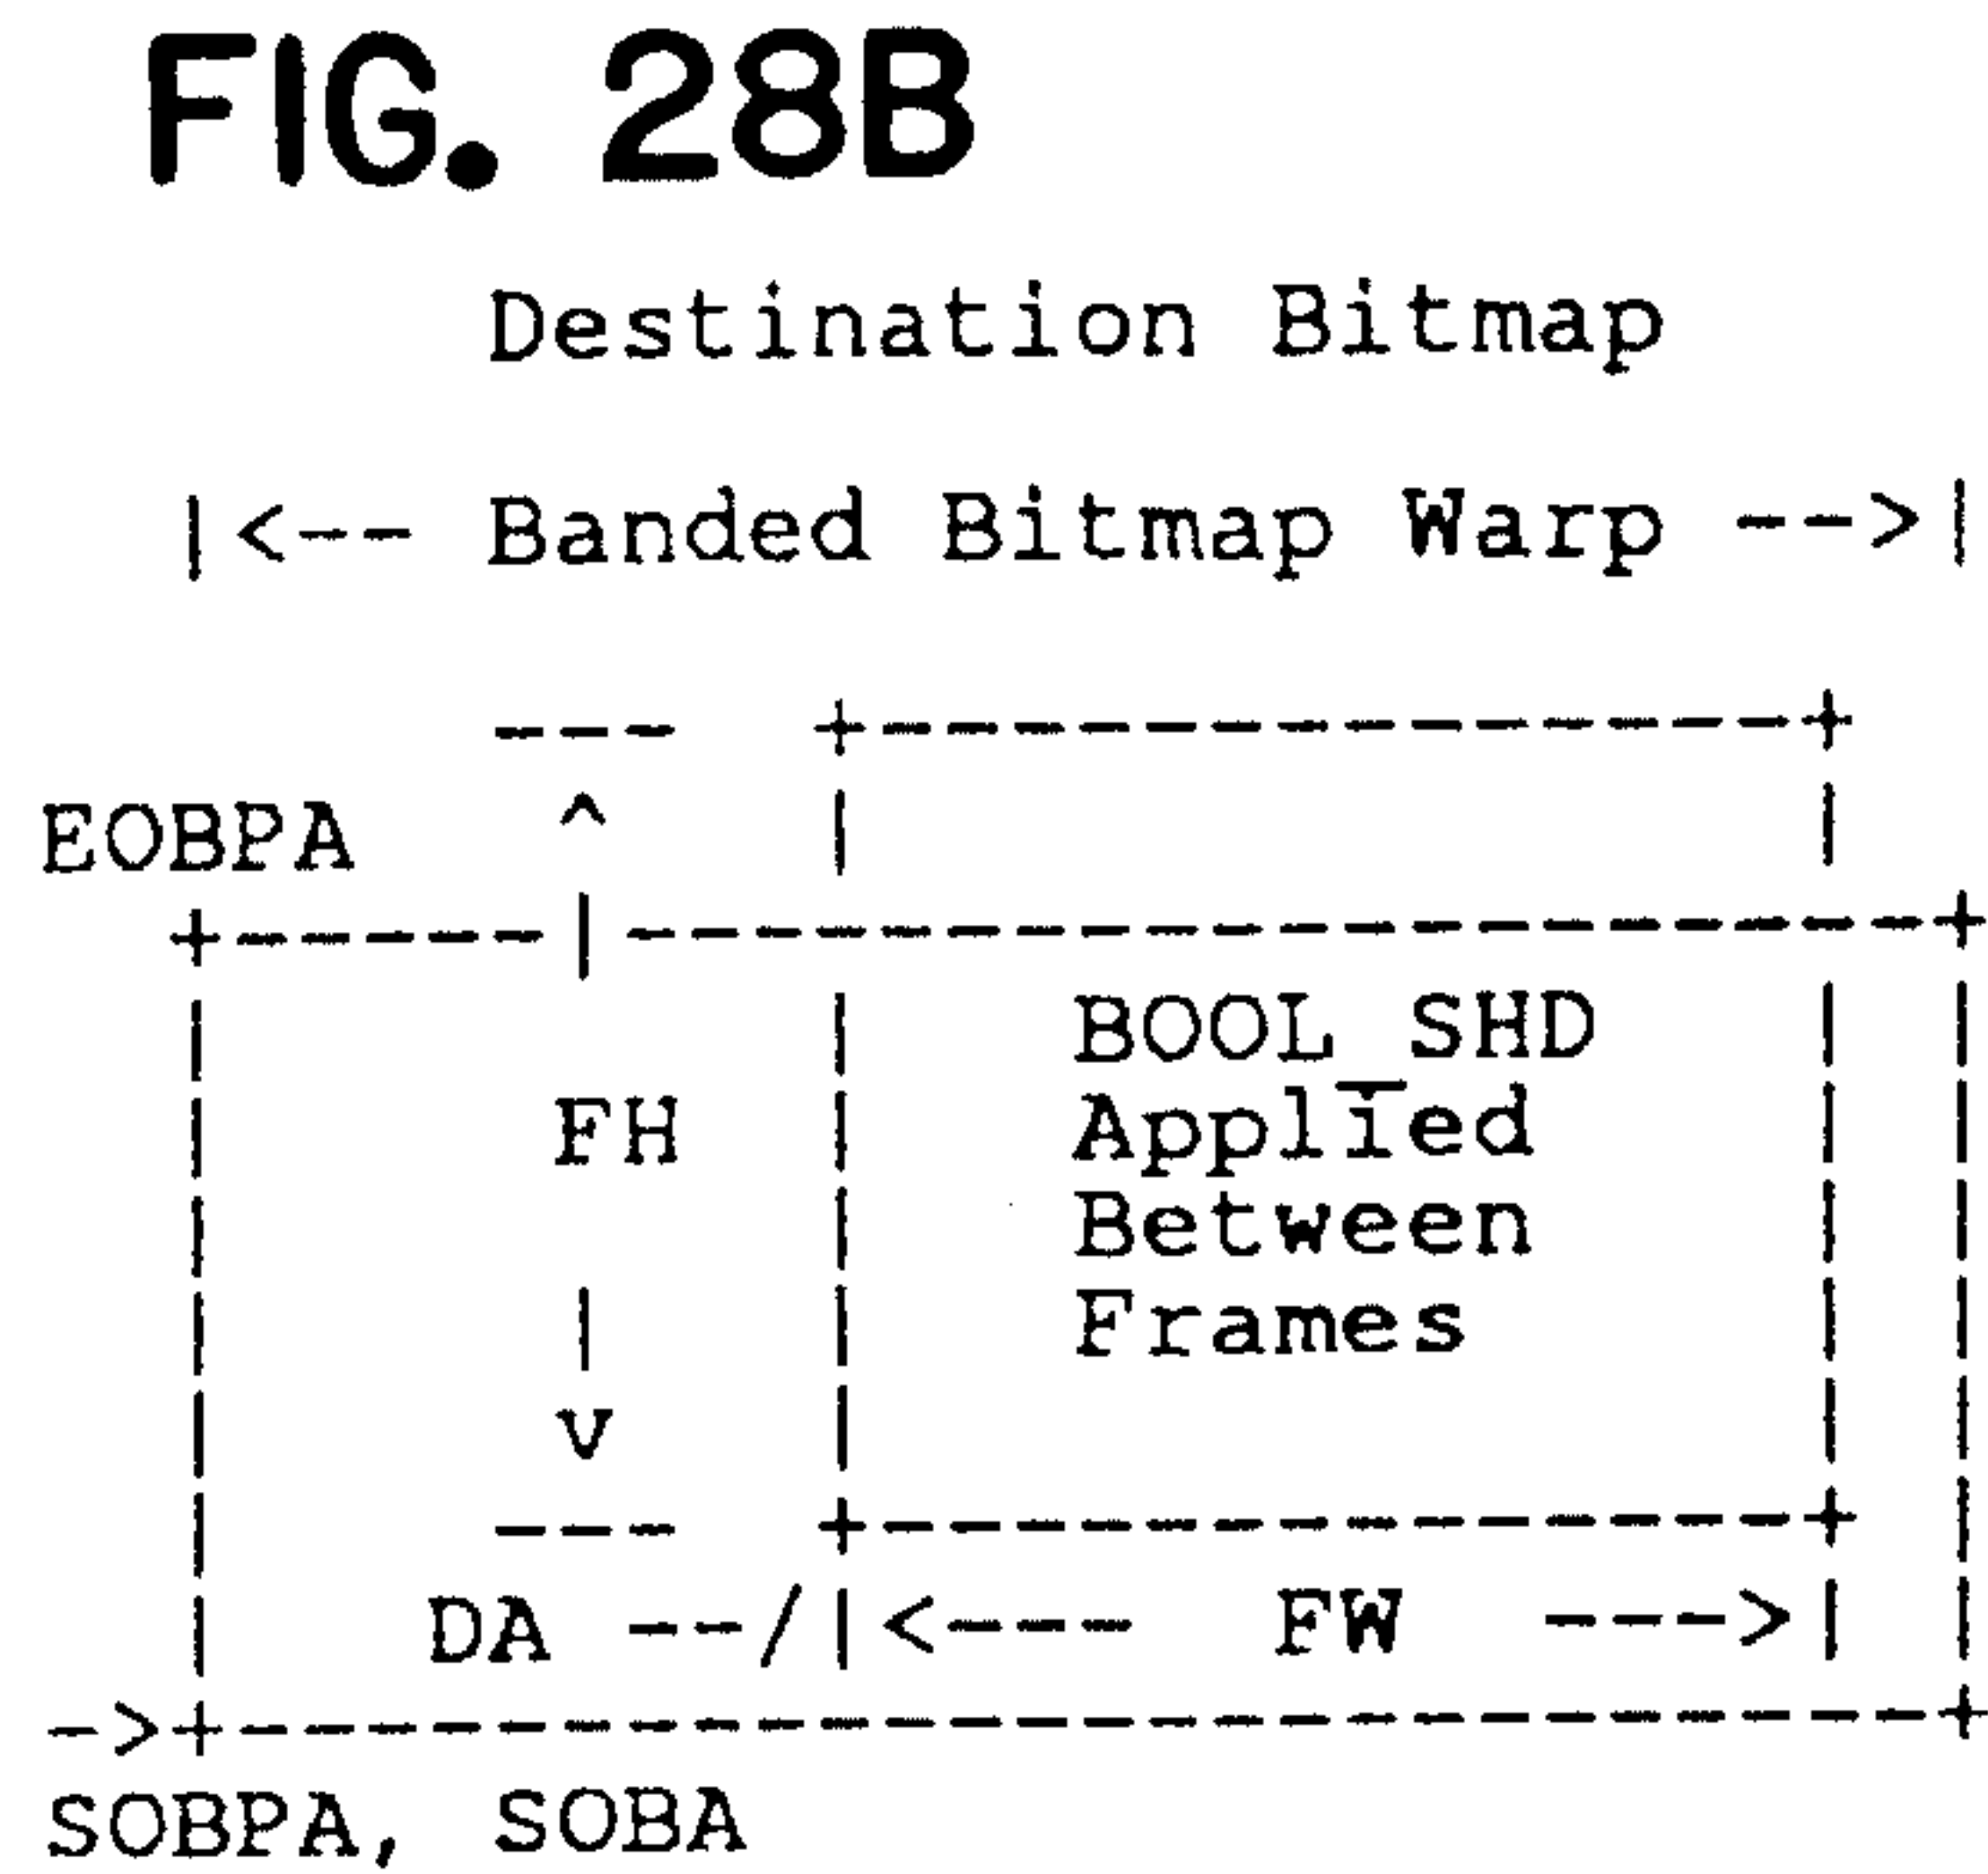 FIG. 28B
Destination Bitmap
|<-- Banded Bitmap Warp -->|
EOBPA
BOOL_SHD
FH
Applied
Between
Frames
DA --/|<--- FW --->|
->+
SOBPA, SOBA